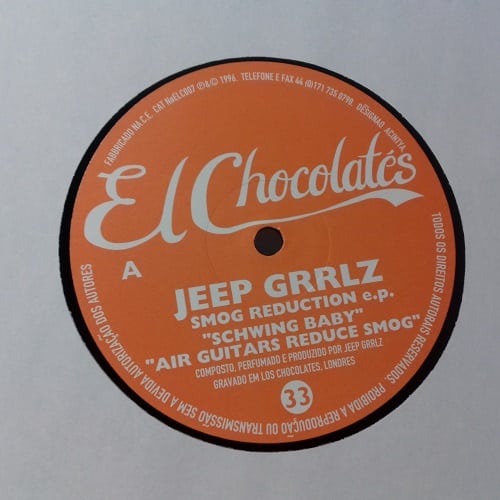 FABBRIGADO NA C.E. CAT NºELC007 ℗&© 1996. TELEFONE E FAX 44 (0)171 735 0798. DESIGNAO ACINTYA.
El Chocolatés
A
JEEP GRRLZ
SMOG REDUCTION e.p.
"SCHWING BABY"
"AIR GUITARS REDUCE SMOG"
COMPOSTO, PERFUMADO E PRODUZIDO POR JEEP GRRLZ
GRAVADO EM LOS CHOCOLATES, LONDRES
33
TODOS OS DIREITOS AUTORAIS RESERVADOS. PROIBIDA A REPRODUÇÃO OU TRANSMISSÃO SEM A DEVIDA AUTORIZAÇÃO DOS AUTORES